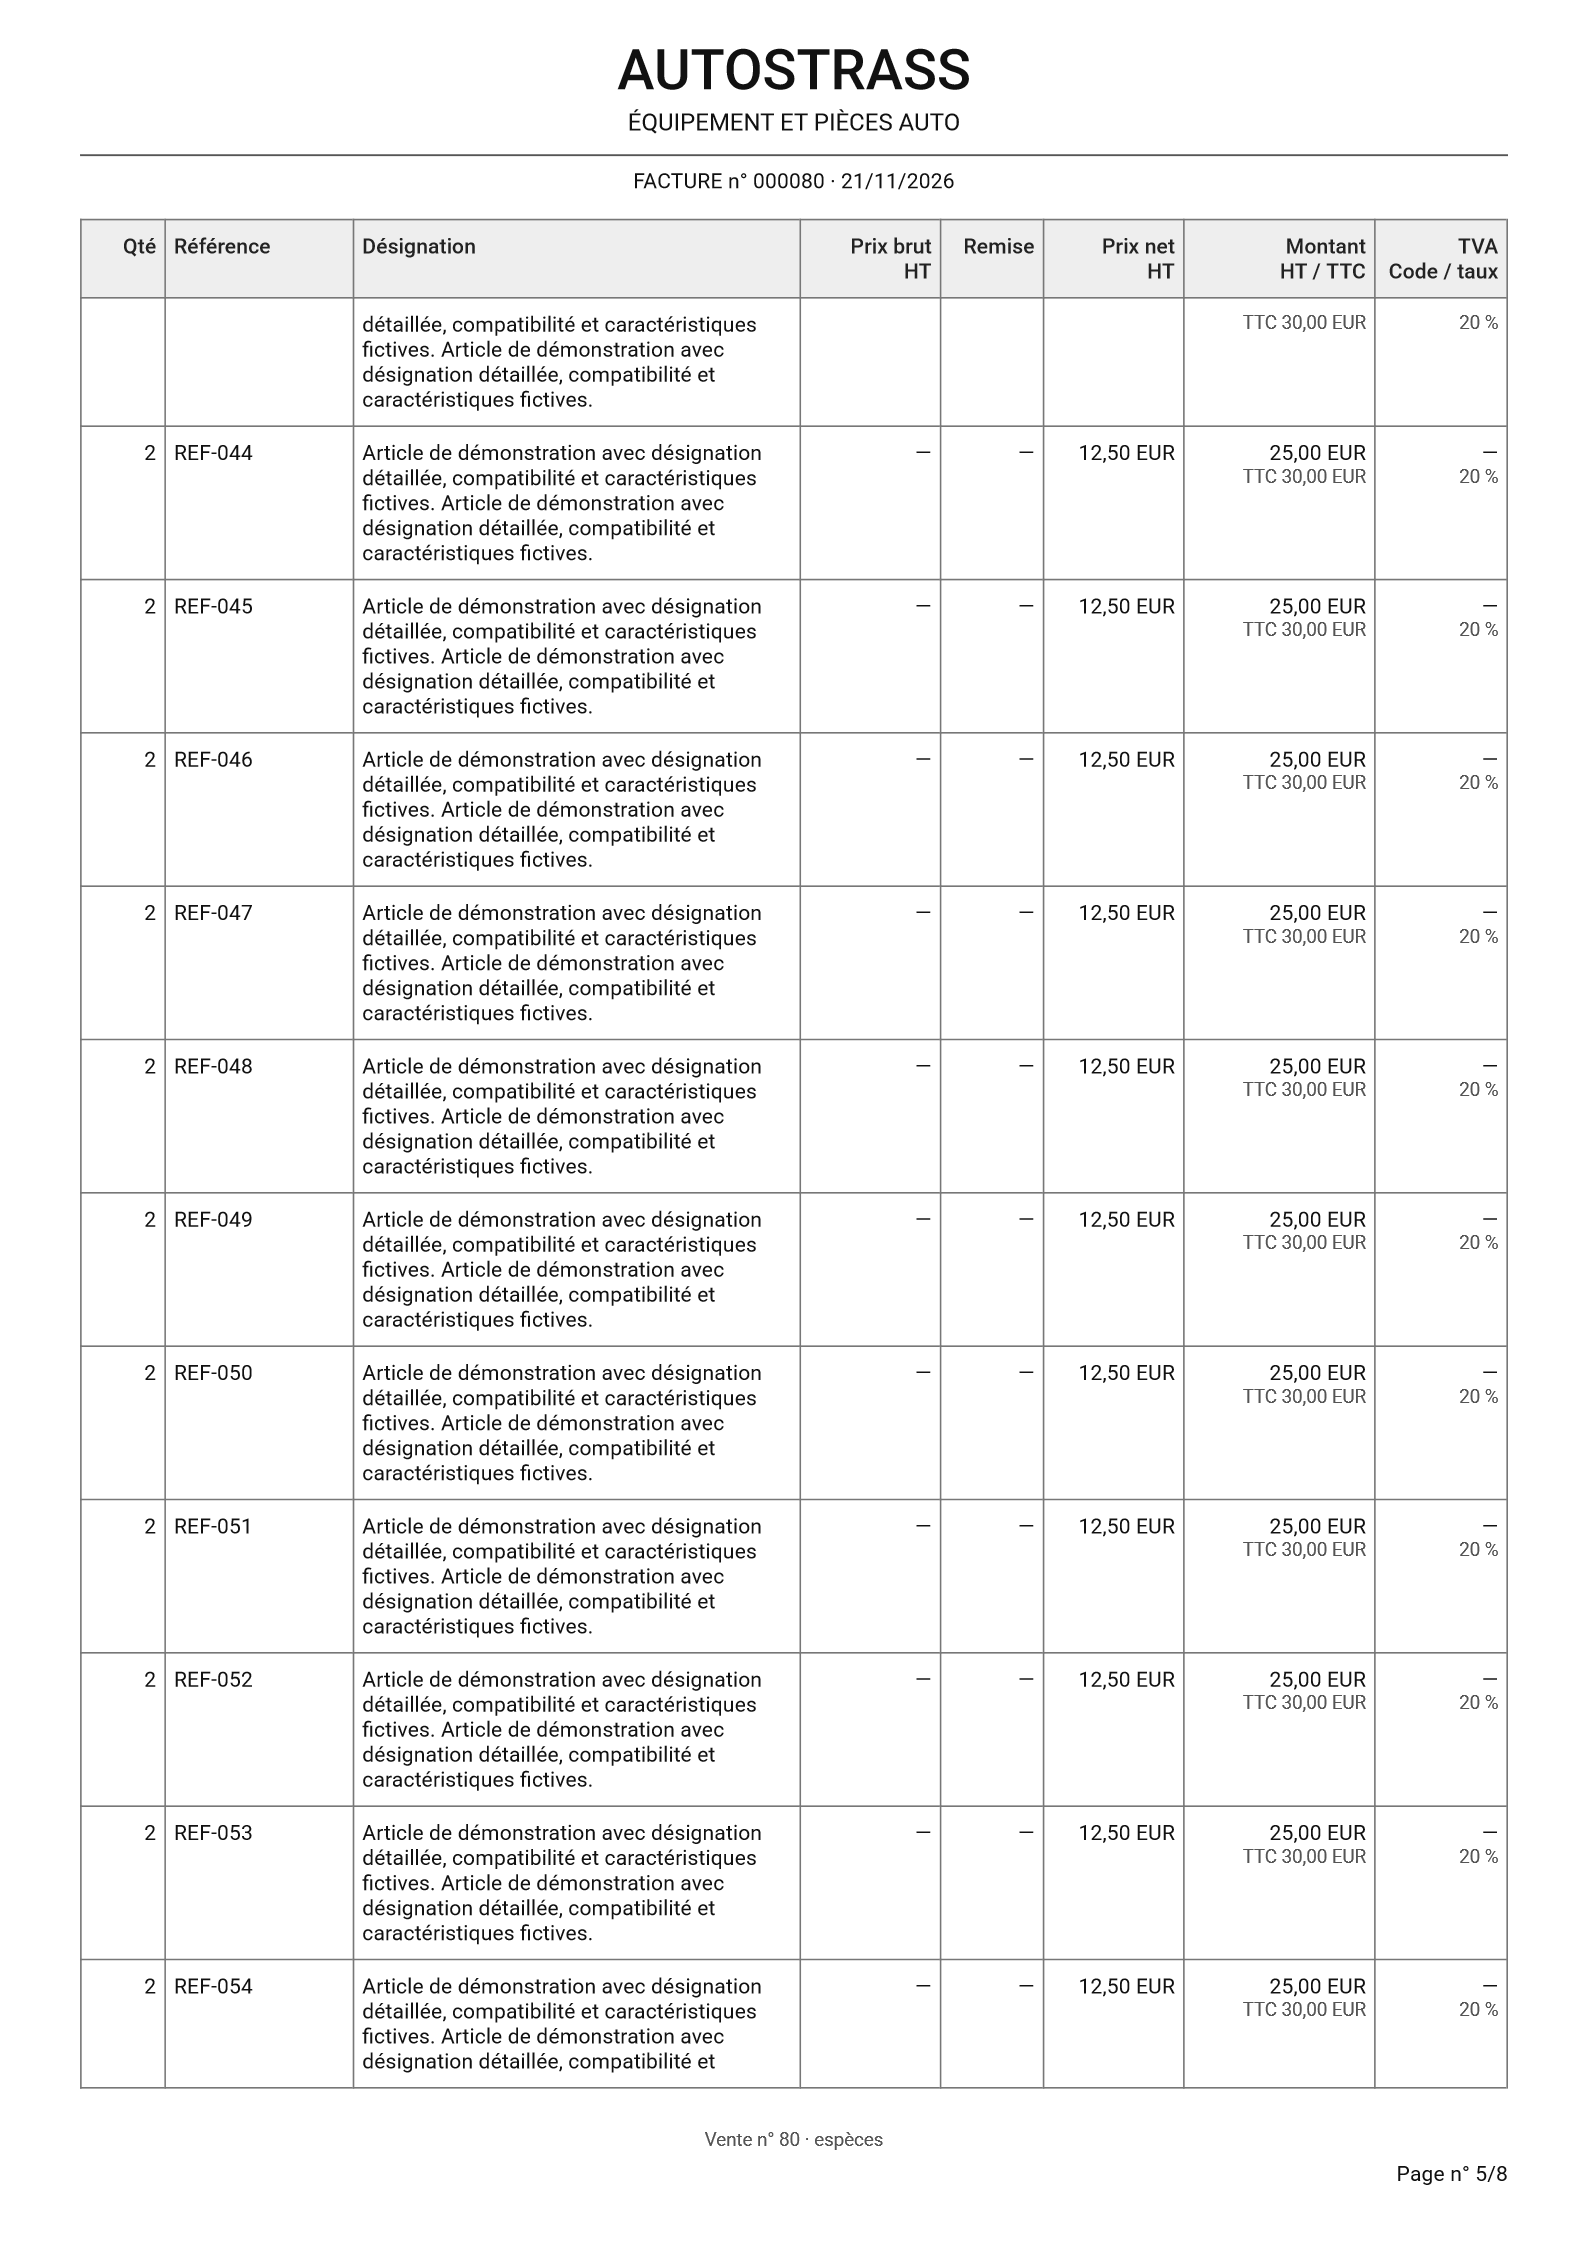 AUTOSTRASS
ÉQUIPEMENT ET PIÈCES AUTO
FACTURE n° 000080 · 21/11/2026
Qté Référence Désignation Prix brut HT Remise Prix net HT Montant HT / TTC TVA Code / taux
détaillée, compatibilité et caractéristiques TTC 30,00 EUR 20 %
fictives. Article de démonstration avec
désignation détaillée, compatibilité et
caractéristiques fictives.
2 REF-044 Article de démonstration avec désignation — — 12,50 EUR 25,00 EUR —
détaillée, compatibilité et caractéristiques TTC 30,00 EUR 20 %
fictives. Article de démonstration avec
désignation détaillée, compatibilité et
caractéristiques fictives.
2 REF-045 Article de démonstration avec désignation — — 12,50 EUR 25,00 EUR —
détaillée, compatibilité et caractéristiques TTC 30,00 EUR 20 %
fictives. Article de démonstration avec
désignation détaillée, compatibilité et
caractéristiques fictives.
2 REF-046 Article de démonstration avec désignation — — 12,50 EUR 25,00 EUR —
détaillée, compatibilité et caractéristiques TTC 30,00 EUR 20 %
fictives. Article de démonstration avec
désignation détaillée, compatibilité et
caractéristiques fictives.
2 REF-047 Article de démonstration avec désignation — — 12,50 EUR 25,00 EUR —
détaillée, compatibilité et caractéristiques TTC 30,00 EUR 20 %
fictives. Article de démonstration avec
désignation détaillée, compatibilité et
caractéristiques fictives.
2 REF-048 Article de démonstration avec désignation — — 12,50 EUR 25,00 EUR —
détaillée, compatibilité et caractéristiques TTC 30,00 EUR 20 %
fictives. Article de démonstration avec
désignation détaillée, compatibilité et
caractéristiques fictives.
2 REF-049 Article de démonstration avec désignation — — 12,50 EUR 25,00 EUR —
détaillée, compatibilité et caractéristiques TTC 30,00 EUR 20 %
fictives. Article de démonstration avec
désignation détaillée, compatibilité et
caractéristiques fictives.
2 REF-050 Article de démonstration avec désignation — — 12,50 EUR 25,00 EUR —
détaillée, compatibilité et caractéristiques TTC 30,00 EUR 20 %
fictives. Article de démonstration avec
désignation détaillée, compatibilité et
caractéristiques fictives.
2 REF-051 Article de démonstration avec désignation — — 12,50 EUR 25,00 EUR —
détaillée, compatibilité et caractéristiques TTC 30,00 EUR 20 %
fictives. Article de démonstration avec
désignation détaillée, compatibilité et
caractéristiques fictives.
2 REF-052 Article de démonstration avec désignation — — 12,50 EUR 25,00 EUR —
détaillée, compatibilité et caractéristiques TTC 30,00 EUR 20 %
fictives. Article de démonstration avec
désignation détaillée, compatibilité et
caractéristiques fictives.
2 REF-053 Article de démonstration avec désignation — — 12,50 EUR 25,00 EUR —
détaillée, compatibilité et caractéristiques TTC 30,00 EUR 20 %
fictives. Article de démonstration avec
désignation détaillée, compatibilité et
caractéristiques fictives.
2 REF-054 Article de démonstration avec désignation — — 12,50 EUR 25,00 EUR —
détaillée, compatibilité et caractéristiques TTC 30,00 EUR 20 %
fictives. Article de démonstration avec
désignation détaillée, compatibilité et
Vente n° 80 · espèces
Page n° 5/8